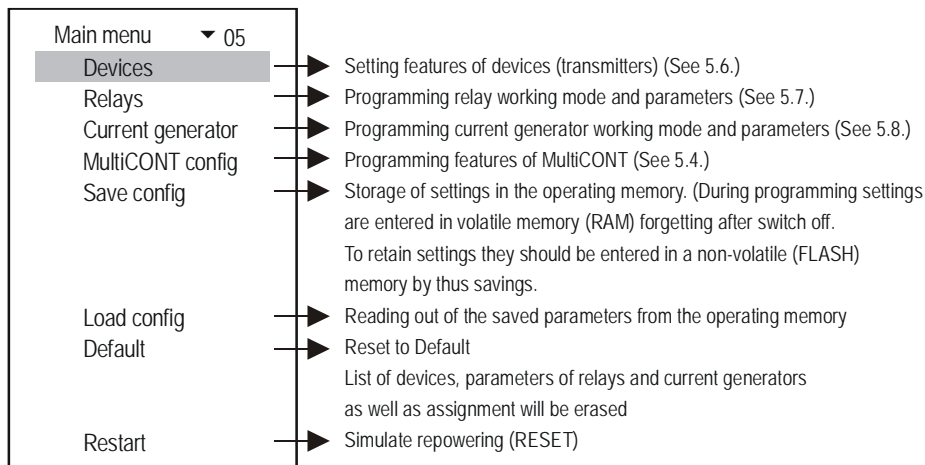 Main menu ▼ 05
Devices Setting features of devices (transmitters) (See 5.6.)
Relays Programming relay working mode and parameters (See 5.7.)
Current generator Programming current generator working mode and parameters (See 5.8.)
MultiCONT config Programming features of MultiCONT (See 5.4.)
Save config Storage of settings in the operating memory. (During programming settings
are entered in volatile memory (RAM) forgetting after switch off.
To retain settings they should be entered in a non-volatile (FLASH)
memory by thus savings.
Load config Reading out of the saved parameters from the operating memory
Default Reset to Default
List of devices, parameters of relays and current generators
as well as assignment will be erased
Restart Simulate repowering (RESET)